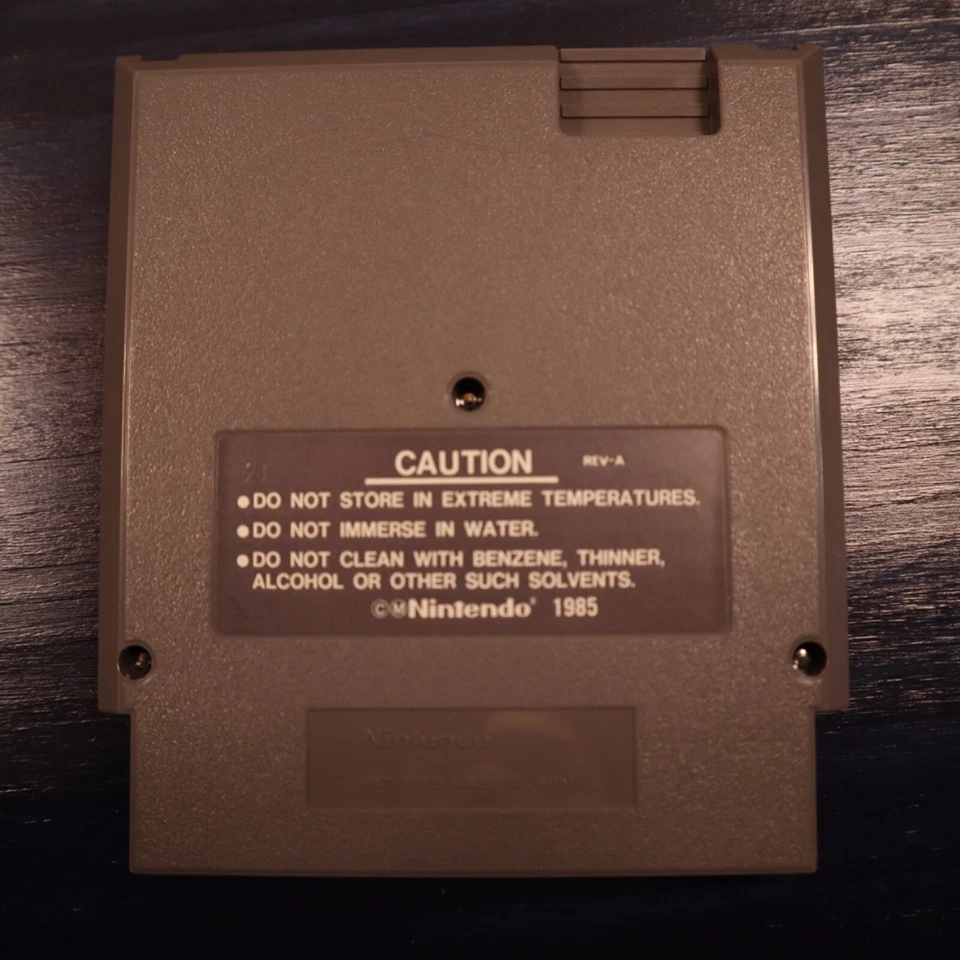 CAUTION REV-A
●DO NOT STORE IN EXTREME TEMPERATURES.
●DO NOT IMMERSE IN WATER.
●DO NOT CLEAN WITH BENZENE, THINNER,
ALCOHOL OR OTHER SUCH SOLVENTS.
©ⓂNintendo® 1985
Nintendo